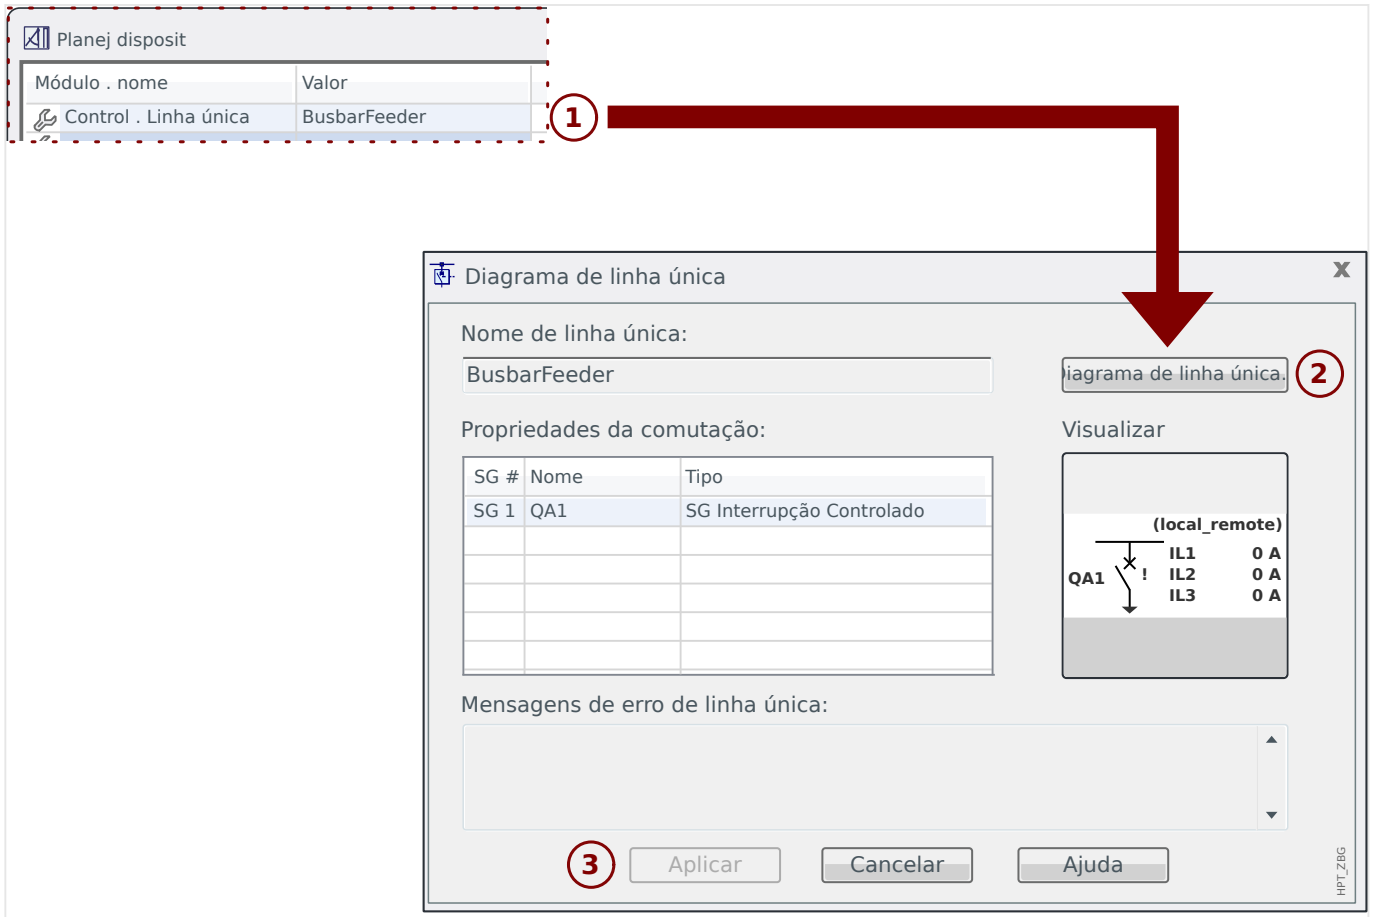 Planej disposit
Módulo . nome Valor
Control . Linha única BusbarFeeder
1
Diagrama de linha única
X
Nome de linha única:
BusbarFeeder
iagrama de linha única.
2
Propriedades da comutação:
Visualizar
SG # Nome Tipo
SG 1 QA1 SG Interrupção Controlado
(local_remote)
IL1 0 A
QA1 ! IL2 0 A
IL3 0 A
Mensagens de erro de linha única:
3
Aplicar Cancelar Ajuda
HPT_ZBG